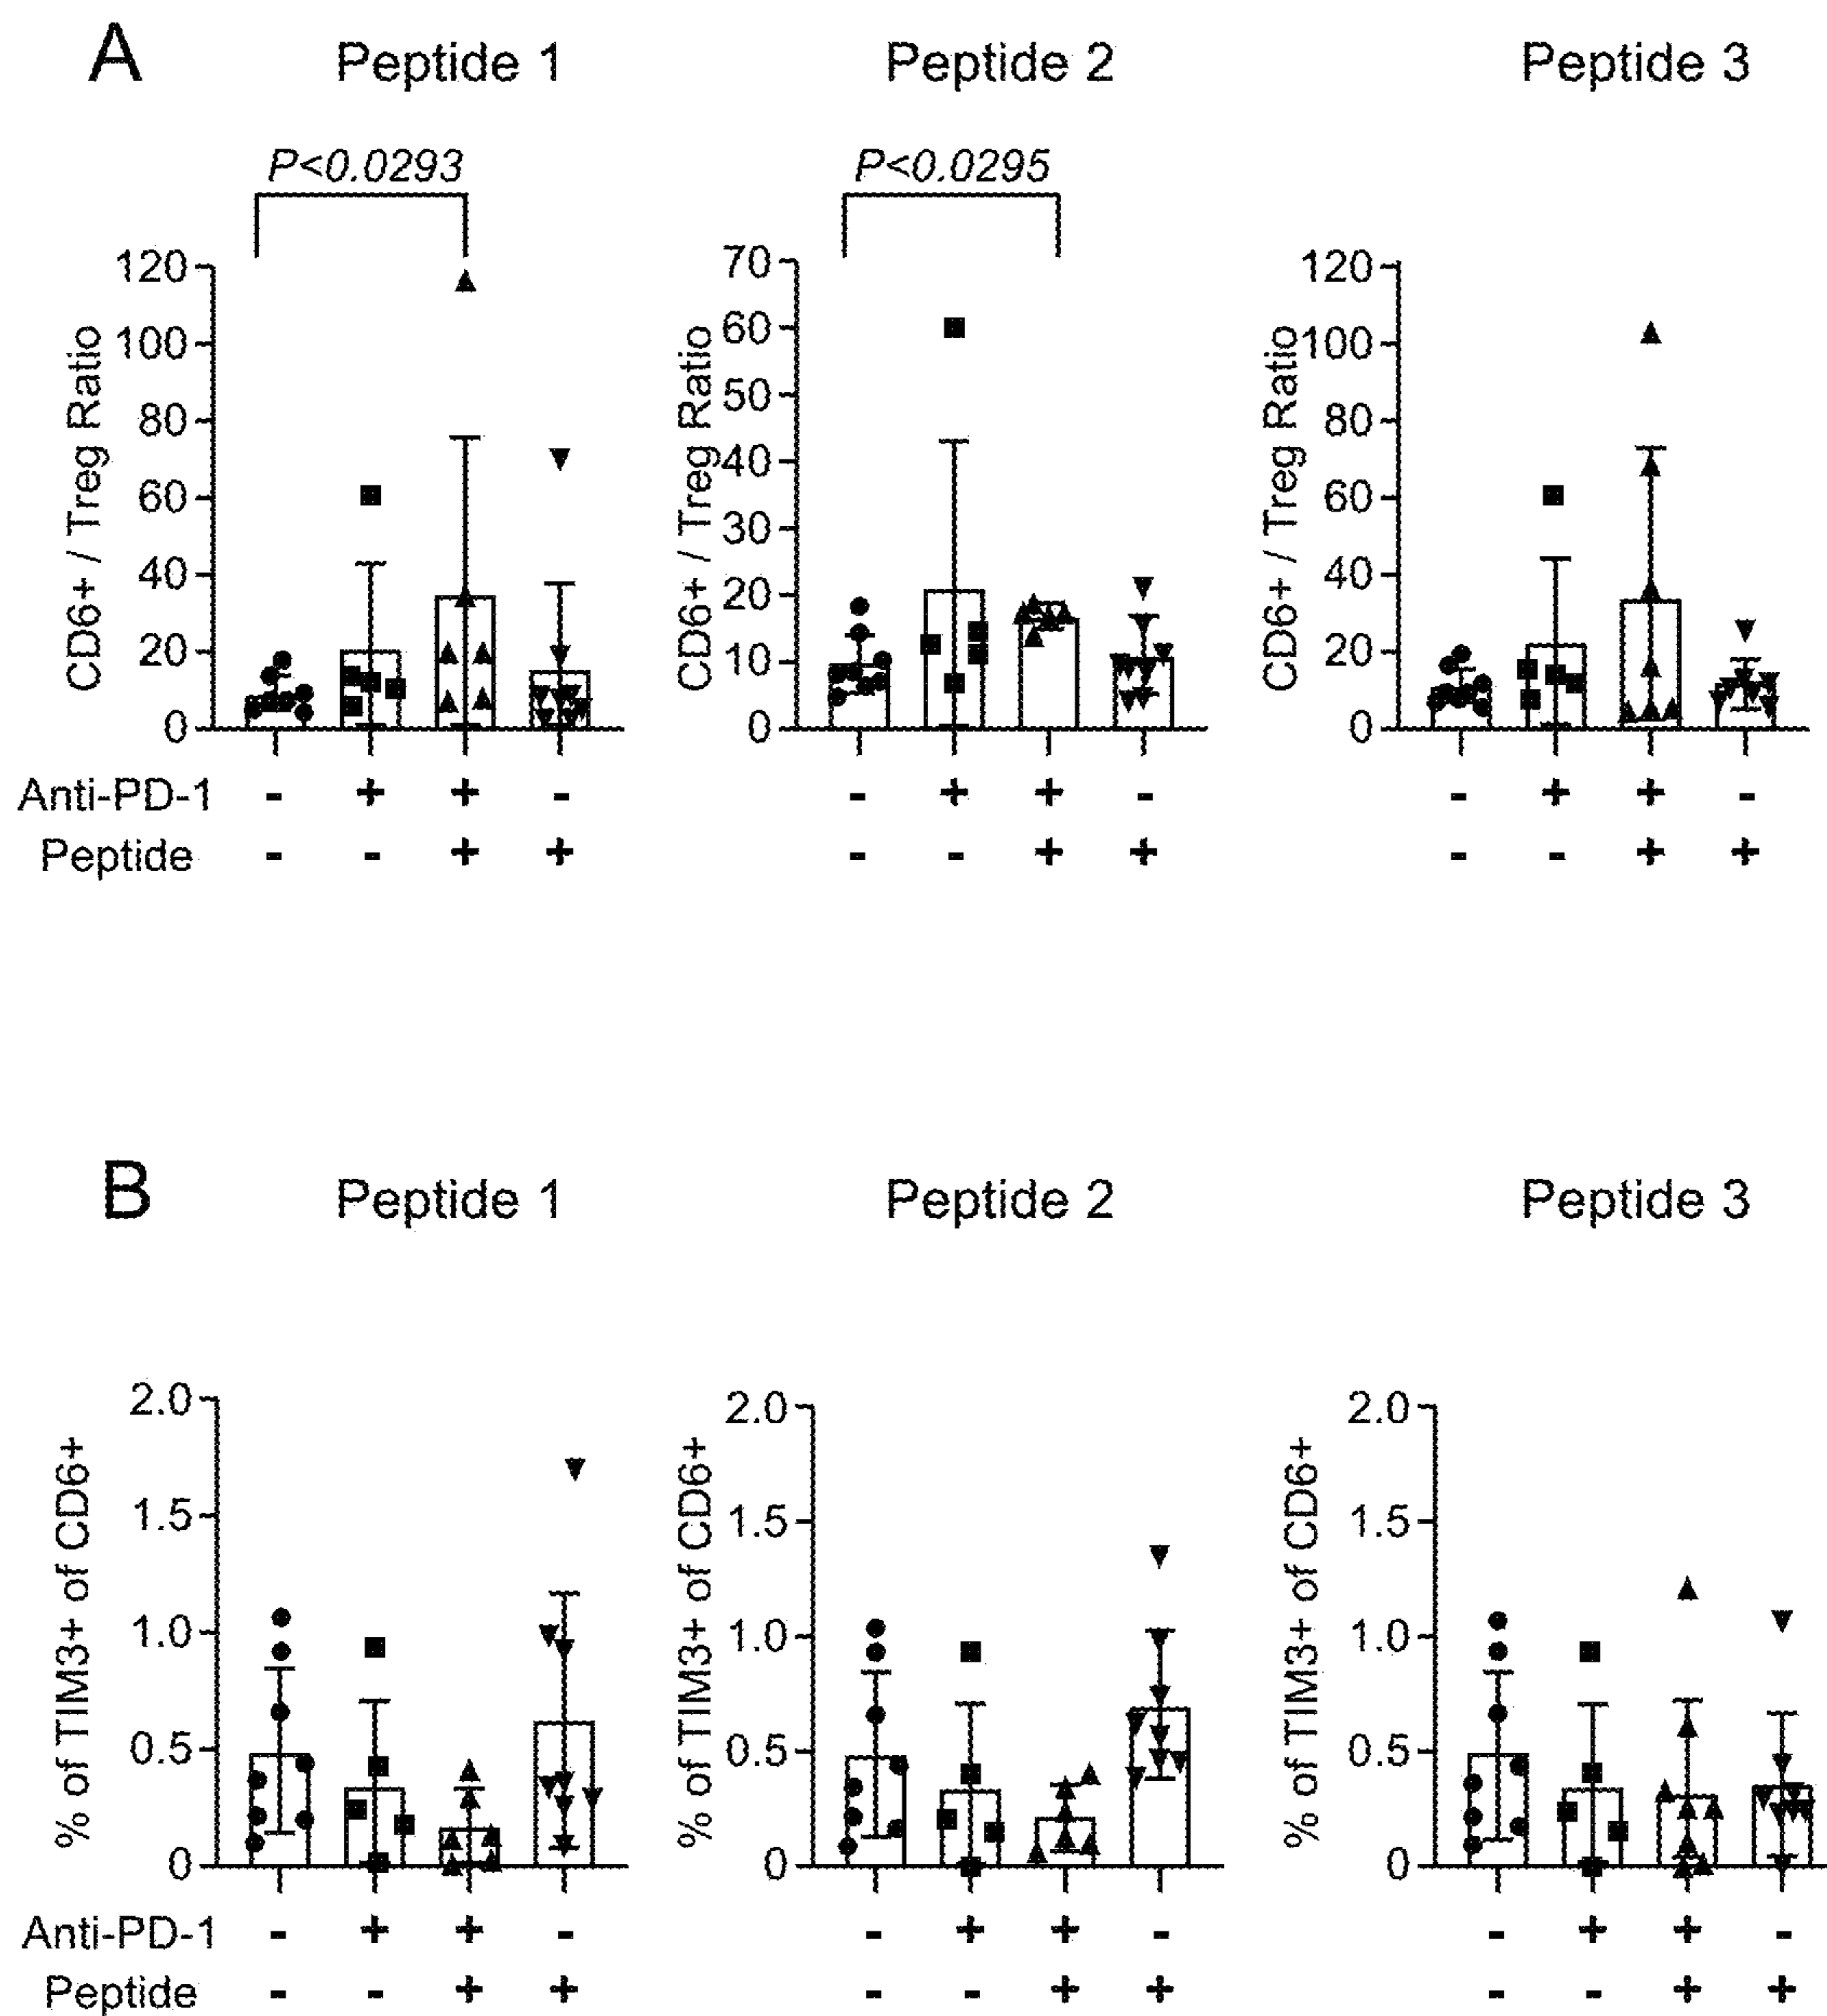 A
Peptide 1 Peptide 2 Peptide 3
P<0.0293 P<0.0295
CD6+ / Treg Ratio
120
100
80
60
40
20
0
CD6+ / Treg Ratio
70
60
50
40
30
20
10
0
CD6+ / Treg Ratio
120
100
80
60
40
20
0
Anti-PD-1 - + + - - + + - - + + -
Peptide - - + + - - + + - - + +
B
Peptide 1 Peptide 2 Peptide 3
% of TIM3+ of CD6+
2.0
1.5
1.0
0.5
0
% of TIM3+ of CD6+
2.0
1.5
1.0
0.5
0
% of TIM3+ of CD6+
2.0
1.5
1.0
0.5
0
Anti-PD-1 - + + - - + + - - + + -
Peptide - - + + - - + + - - + +